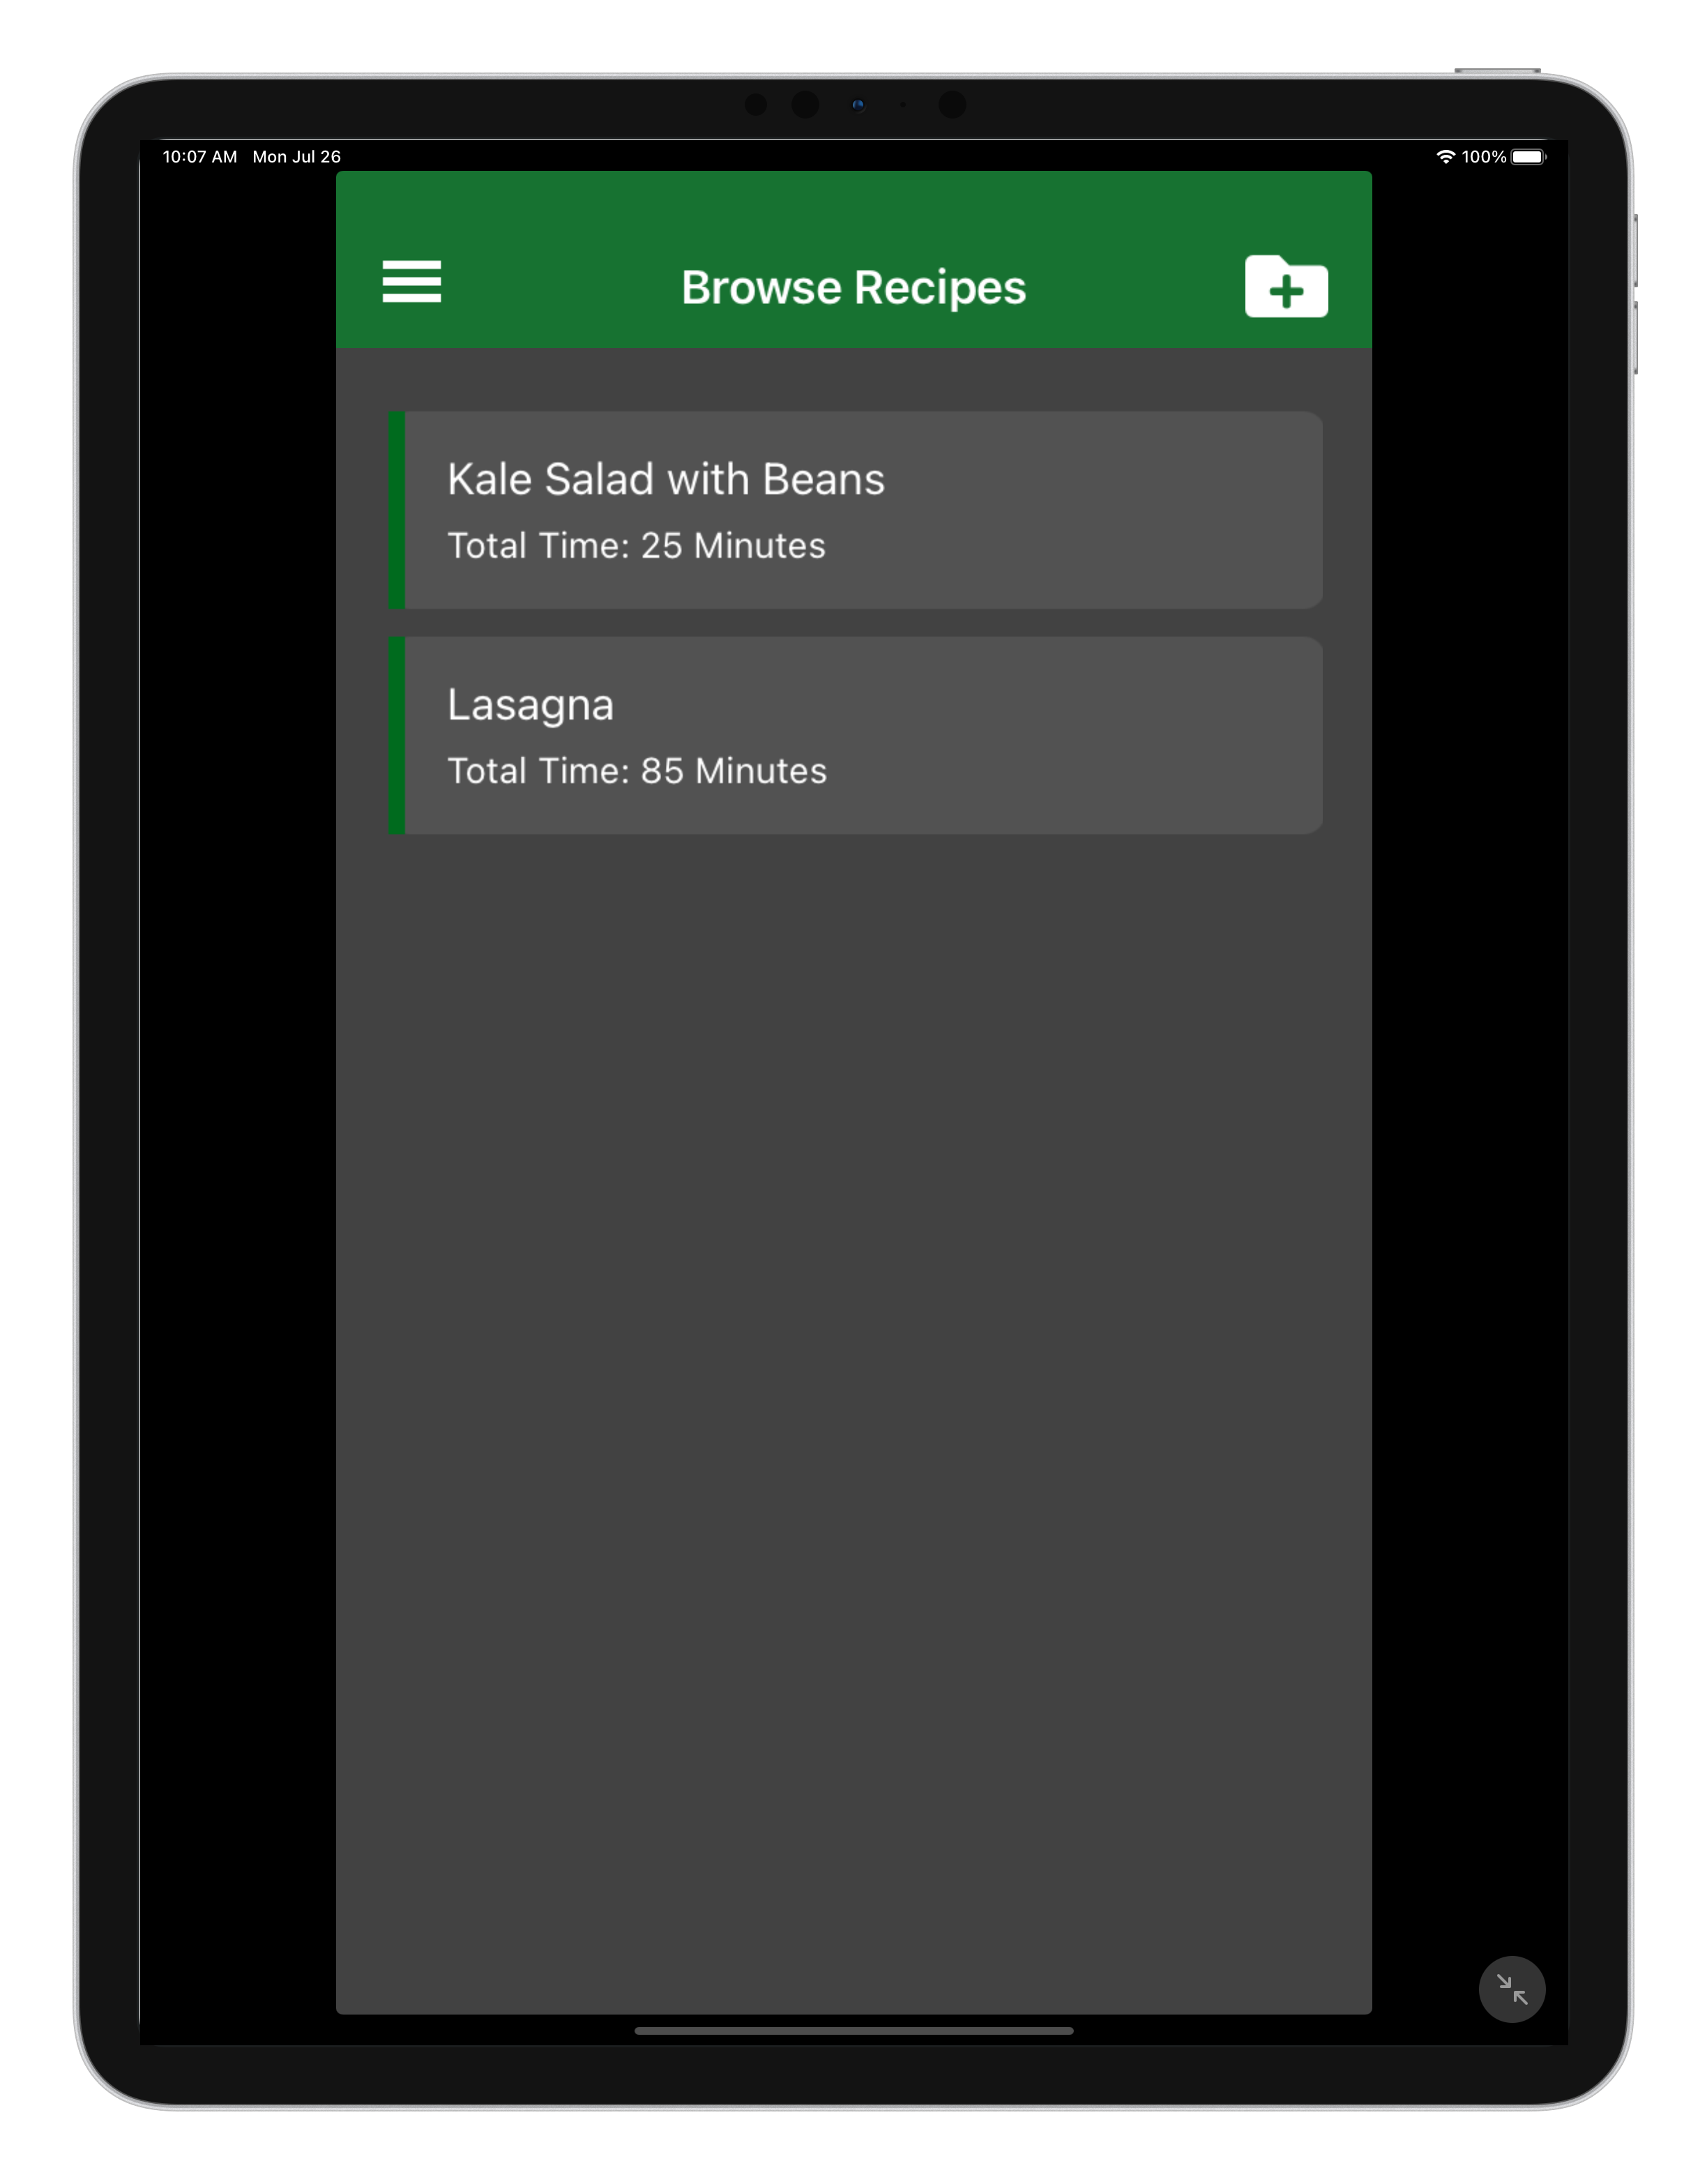 10:07 AM Mon Jul 26
100%
Browse Recipes
Kale Salad with Beans
Total Time: 25 Minutes
Lasagna
Total Time: 85 Minutes